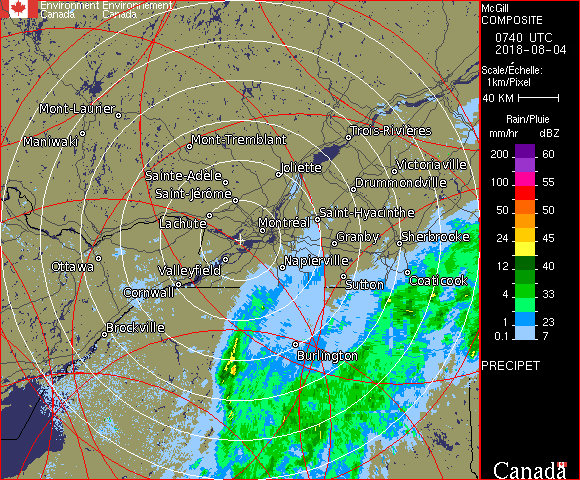 Environment Environnement
Canada Canada
McGill
COMPOSITE
0740 UTC
2018-08-04
Scale/Échelle:
1km/Pixel
40 KM
Rain/Pluie
mm/hr dBZ
200 60
100 55
50 50
24 45
12 40
4 33
1 23
0.1 7
PRECIPET
Canada
Mont-Laurier
Maniwaki
Mont-Tremblant
Trois-Rivières
Joliette
Victoriaville
Sainte-Adèle
Drummondville
Saint-Jérôme
Saint-Hyacinthe
Lachute
Montréal
Granby
Sherbrooke
Ottawa
Valleyfield
Napierville
Coaticook
Sutton
Cornwall
Brockville
Burlington